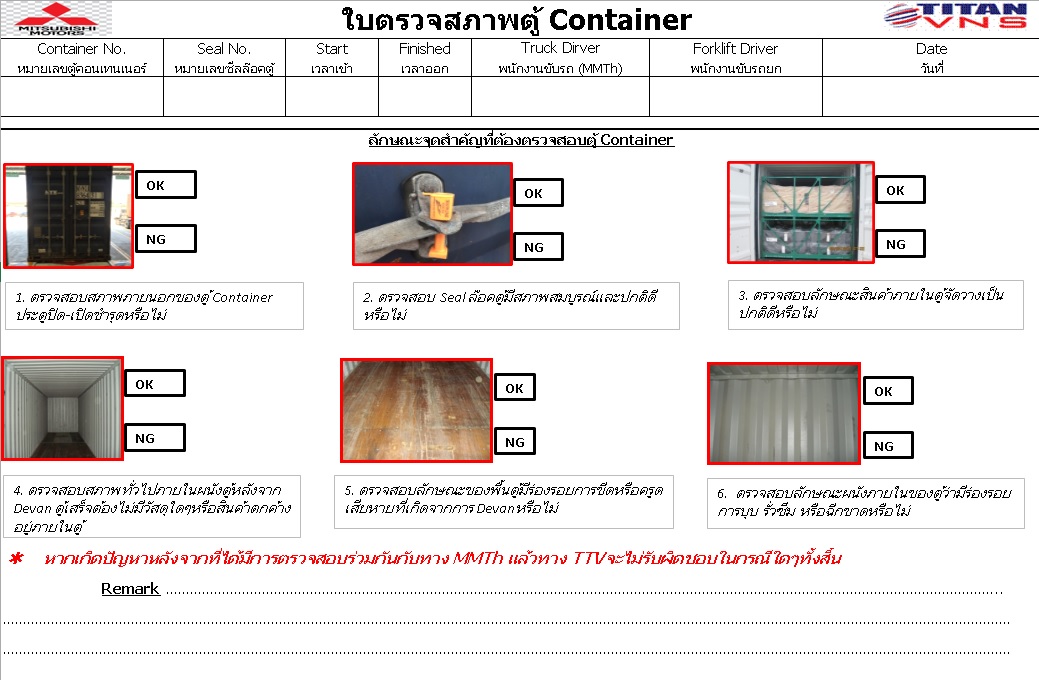 MITSUBISHI
MOTORS
ใบตรวจสภาพตู้ Container
TITAN
VNS
Container No.
หมายเลขตู้คอนเทนเนอร์
Seal No.
หมายเลขซีลล๊อคตู้
Start
เวลาเข้า
Finished
เวลาออก
Truck Dirver
พนักงานขับรถ (MMTh)
Forklift Driver
พนักงานขับรถยก
Date
วันที่
ลักษณะจุดสำคัญที่ต้องตรวจสอบตู้ Container
OK
NG
OK
NG
OK
NG
1. ตรวจสอบสภาพภายนอกของตู้ Container
ประตูปิด-เปิดชำรุดหรือไม่
2. ตรวจสอบ Seal ล๊อคตู้มีสภาพสมบูรณ์และปกติดี
หรือไม่
3. ตรวจสอบลักษณะสินค้าภายในตู้จัดวางเป็น
ปกติดีหรือไม่
OK
NG
OK
NG
OK
NG
4. ตรวจสอบสภาพทั่วไปภายในผนังตู้หลังจาก
Devan ตู้เสร็จต้องไม่มีวัสดุใดๆหรือสินค้าตกค้าง
อยู่ภายในตู้
5. ตรวจสอบลักษณะของพื้นตู้มีร่องรอยการขีดหรือครูด
เสียหายที่เกิดจากการ Devanหรือไม่
6. ตรวจสอบลักษณะผนังภายในของตู้ว่ามีร่องรอย
การบุบ รั่วซึม หรือฉีกขาดหรือไม่
* หากเกิดปัญหาหลังจากที่ได้มีการตรวจสอบร่วมกันกับทาง MMTh แล้วทาง TTVจะไม่รับผิดชอบในกรณีใดๆทั้งสิ้น
Remark